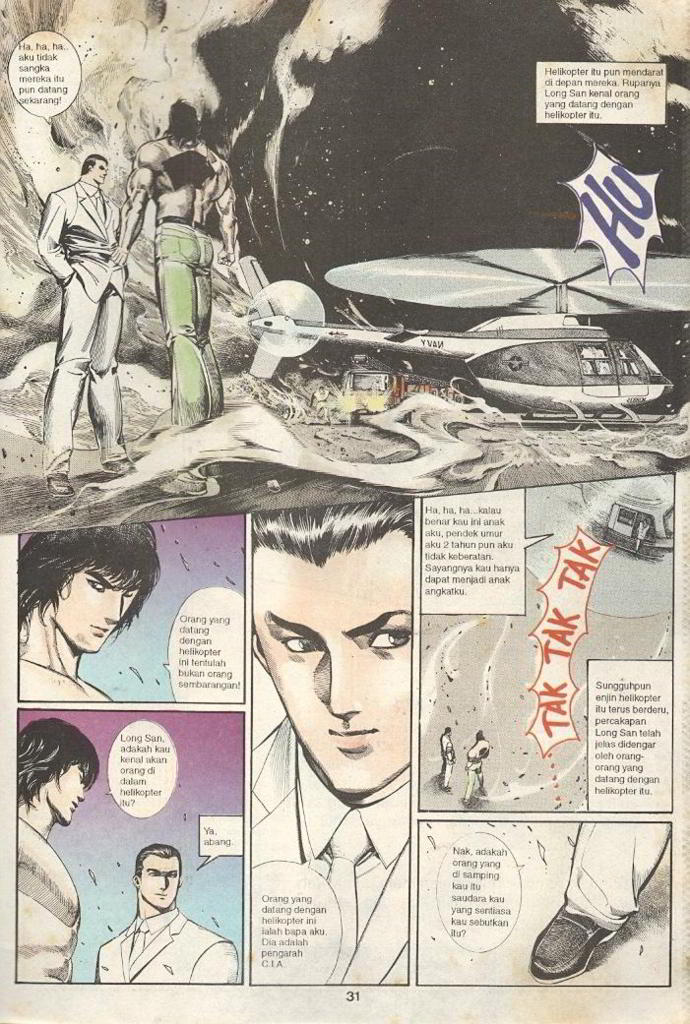 Ha, ha, ha..
aku tidak
sangka
mereka itu
pun datang
sekarang!
Helikopter itu pun mendarat
di depan mereka. Rupanya
Long San kenal orang
yang datang dengan
helikopter itu.
HU
NAVY
Orang yang
datang
dengan
helikopter
ini tentulah
bukan orang
sembarangan!
Long San,
adakah kau
kenal akan
orang di
dalam
helikopter
itu?
Ya,
abang.
Orang yang
datang dengan
helikopter ini
ialah bapa aku.
Dia adalah
pengarah
C.I.A.
Ha, ha, ha...kalau
benar kau ini anak
aku, pendek umur
aku 2 tahun pun aku
tidak keberatan.
Sayangnya kau hanya
dapat menjadi anak
angkatku.
TAK TAK TAK TAK
Sungguhpun
enjin helikopter
itu terus berderu,
percakapan
Long San telah
jelas didengar
oleh orang-
orang yang
datang dengan
helikopter itu.
Nak, adakah
orang yang
di samping
kau itu
saudara kau
yang sentiasa
kau sebutkan
itu?
31